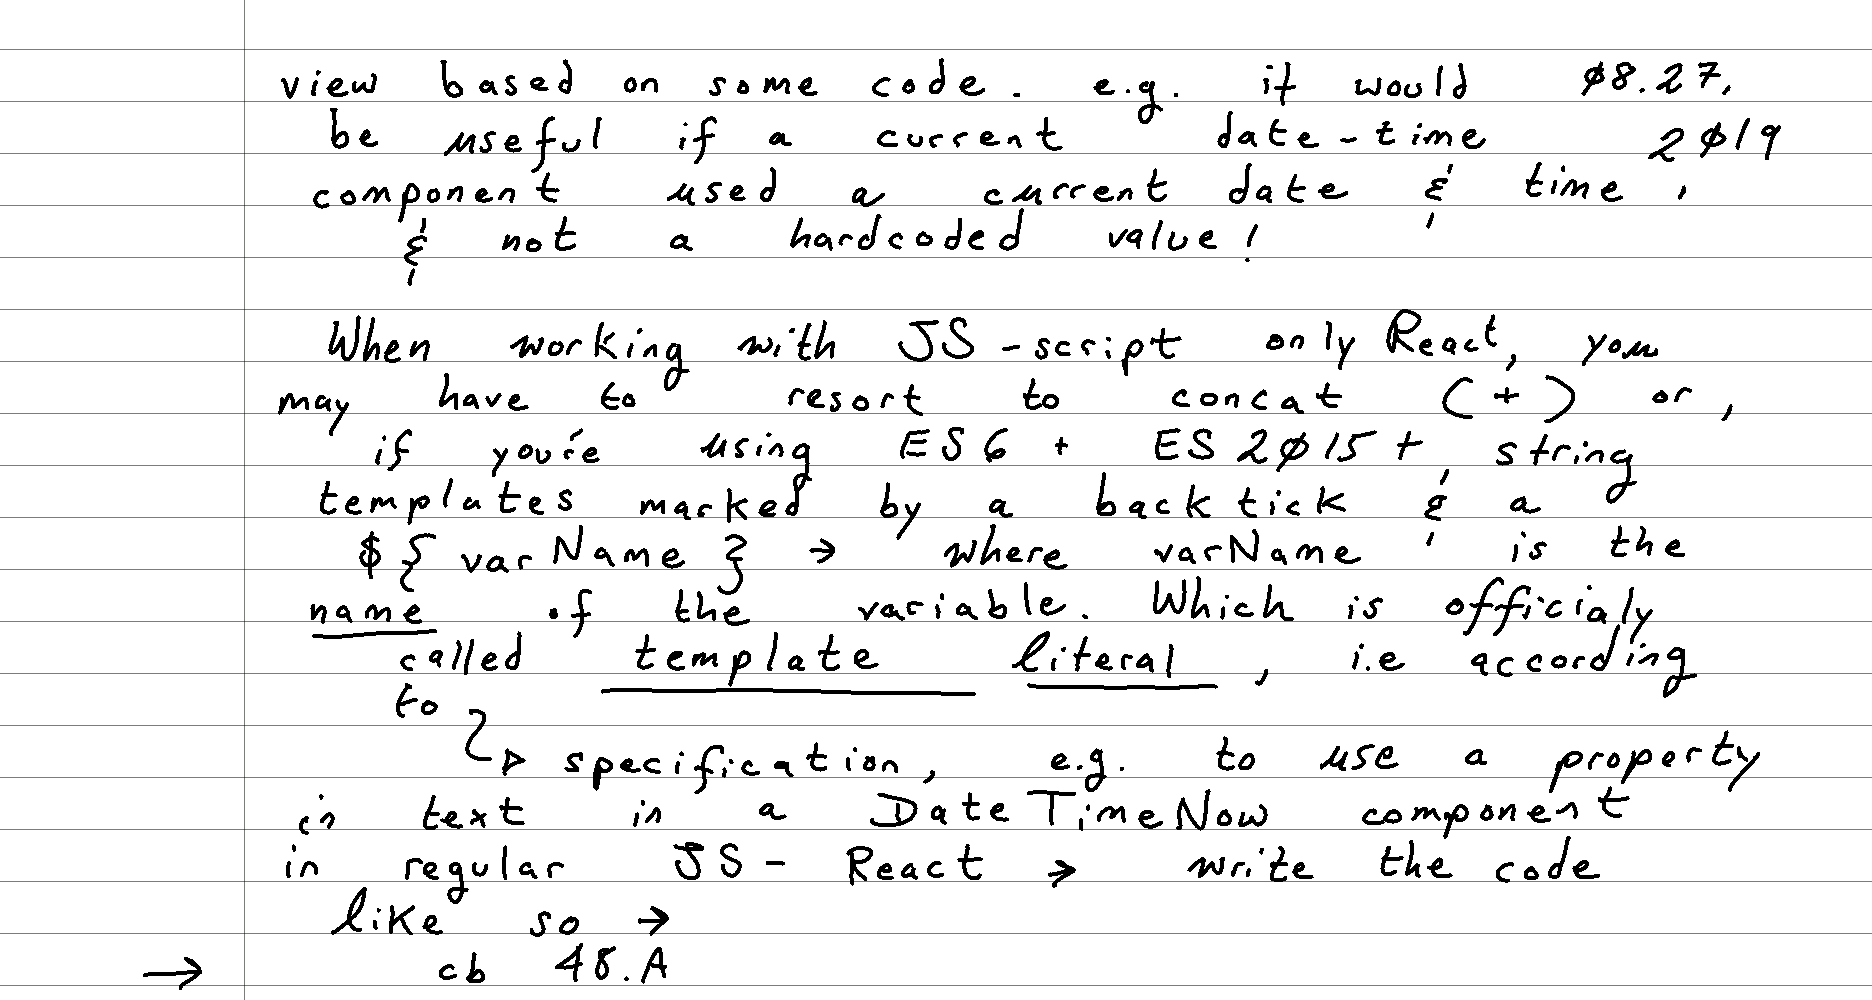 view based on some code. e.g. it would ø8.27,
be useful if a current date-time 2ø19
component used a current date & time,
& not a hardcoded value!
When working with JS-script only React, you
may have to resort to concat (+) or,
if you're using ES6 + ES2ø15+, string
templates marked by a back tick & a
${varName} → where varName is the
name of the variable. Which is officialy
called template literal, i.e according
to
specification, e.g. to use a property
in text in a DateTimeNow component
in regular JS- React → write the code
like so →
→ cb 48.A